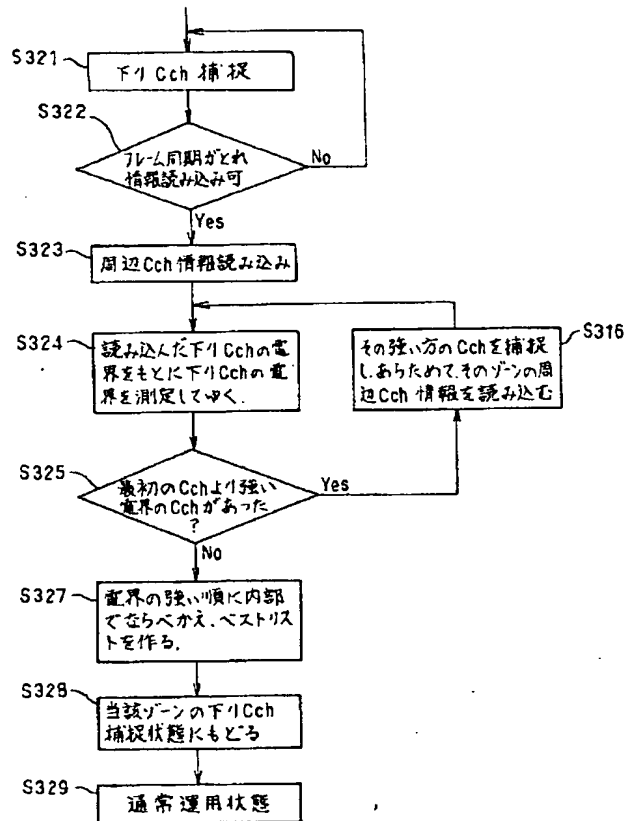 S321
下りCch 捕捉
S322
フレーム同期がとれ
情報読み込み可
No
Yes
S323
周辺Cch情報読み込み
S324
読み込んだ下りCchの電
界をもとに下りCchの電
界を測定してゆく.
S316
その強い方のCchを捕捉
し、あらためて、そのゾーンの周
辺Cch 情報を読み込む
S325
最初のCchより強い
電界のCchがあった
?
Yes
No
S327
電界の強い順に内部
でならべかえ、ベストリス
トを作る.
S328
当該ゾーンの下りCch
捕捉状態にもどる
S329
通常運用状態